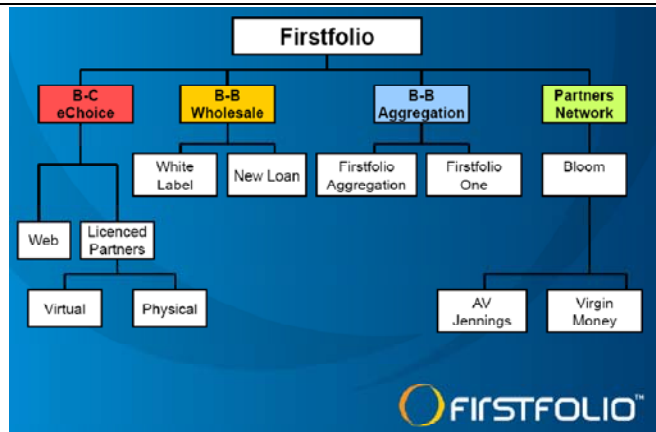 Firstfolio
B-C
eChoice
B-B
Wholesale
B-B
Aggregation
Partners
Network
White
Label
New Loan
Firstfolio
Aggregation
Firstfolio
One
Bloom
Web
Licenced
Partners
Virtual
Physical
AV
Jennings
Virgin
Money
FIRSTFOLIO™